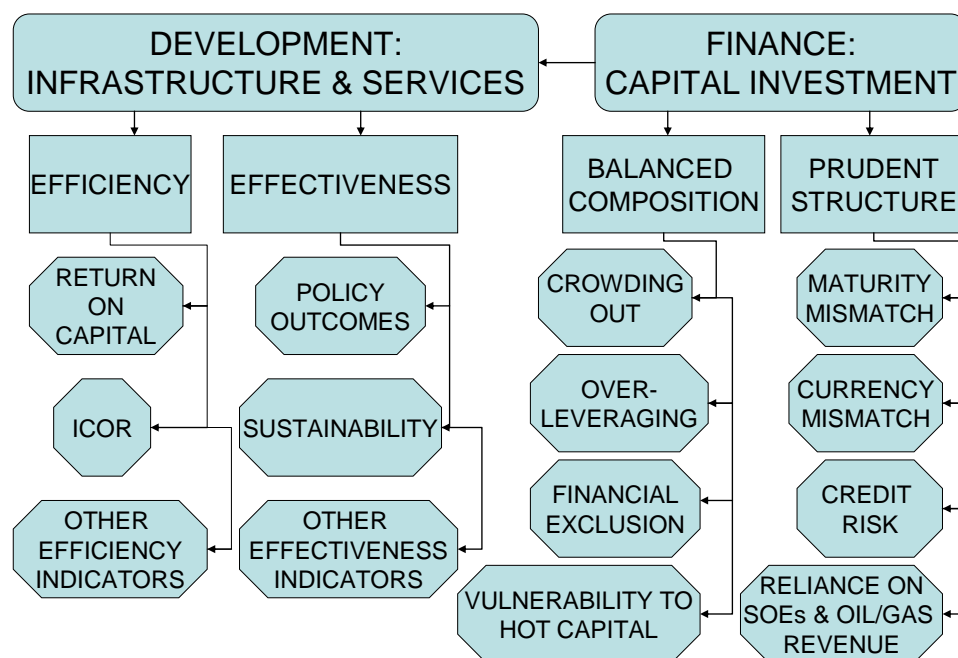 DEVELOPMENT:
INFRASTRUCTURE & SERVICES
FINANCE:
CAPITAL INVESTMENT
EFFICIENCY
EFFECTIVENESS
BALANCED
COMPOSITION
PRUDENT
STRUCTURE
RETURN
ON
CAPITAL
POLICY
OUTCOMES
CROWDING
OUT
MATURITY
MISMATCH
ICOR
SUSTAINABILITY
OVER-
LEVERAGING
CURRENCY
MISMATCH
OTHER
EFFICIENCY
INDICATORS
OTHER
EFFECTIVENESS
INDICATORS
FINANCIAL
EXCLUSION
CREDIT
RISK
VULNERABILITY TO
HOT CAPITAL
RELIANCE ON
SOEs & OIL/GAS
REVENUE